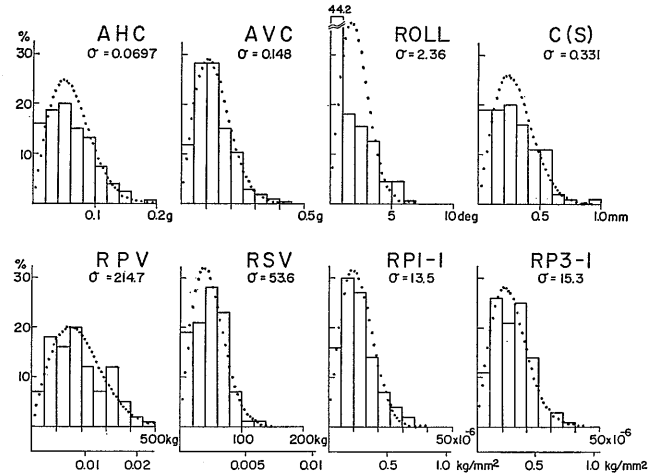 44.2
AHC AVC ROLL C(S)
% σ=0.0697 σ=0.148 σ=2.36 σ=0.331
30
20
10
0.1 0.2g 0.5g 5 10deg 0.5 1.0mm
RPV RSV RP1-1 RP3-1
% σ=214.7 σ=53.6 σ=13.5 σ=15.3
30
20
10
500kg 100 200kg 50x10⁻⁶ 50x10⁻⁶
0.01 0.02 0.005 0.01 0.5 1.0 kg/mm² 0.5 1.0 kg/mm²